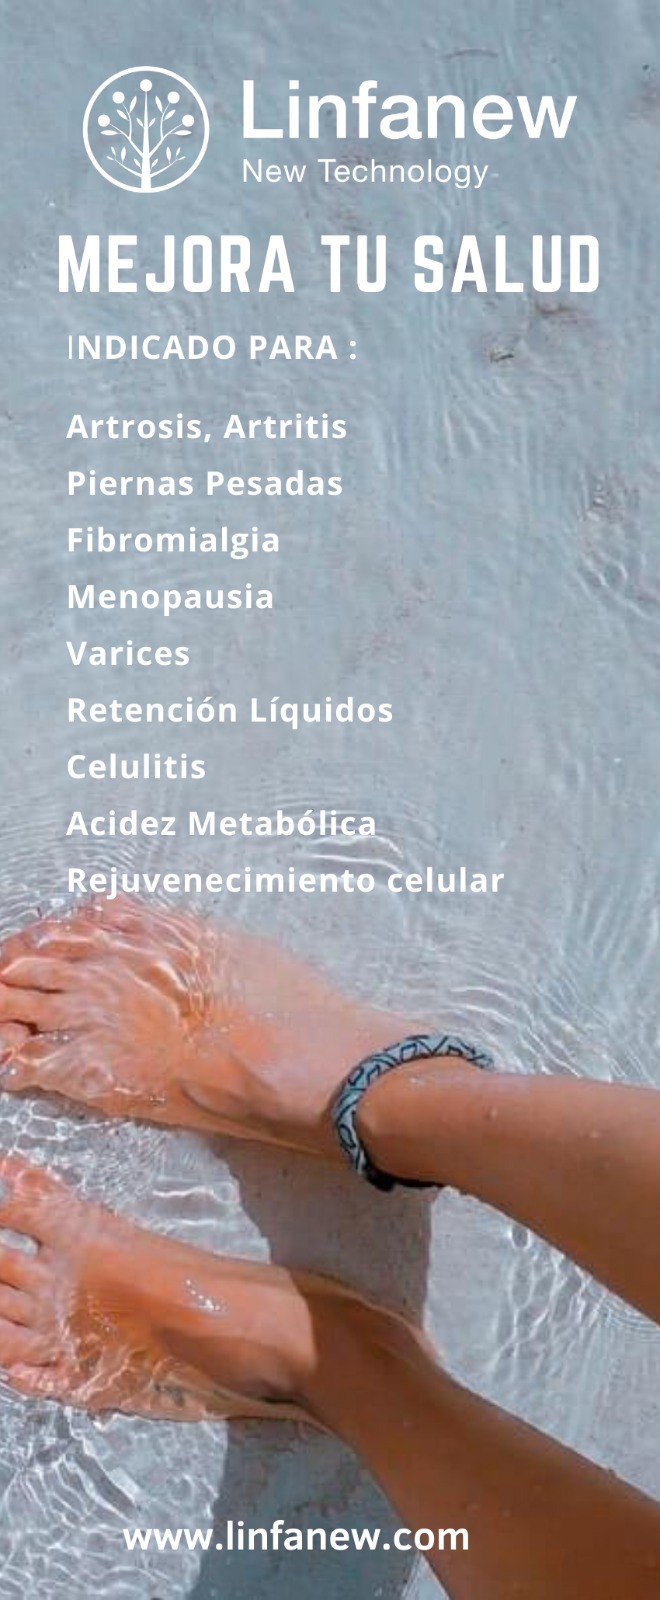 Linfanew
New Technology
MEJORA TU SALUD
INDICADO PARA :
Artrosis, Artritis
Piernas Pesadas
Fibromialgia
Menopausia
Varices
Retención Líquidos
Celulitis
Acidez Metabólica
Rejuvenecimiento celular
www.linfanew.com